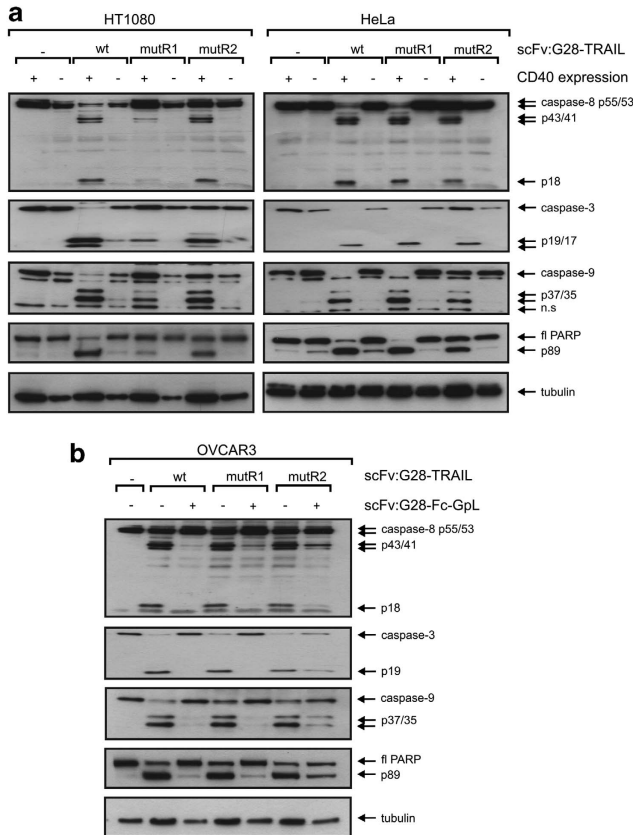 a
HT1080 HeLa
- wt mutR1 mutR2 - wt mutR1 mutR2 scFv:G28-TRAIL
+ - + - + - + - + - + - + - + - CD40 expression
caspase-8 p55/53
p43/41
p18
caspase-3
p19/17
caspase-9
p37/35
n.s
fl PARP
p89
tubulin
b
OVCAR3
- wt mutR1 mutR2 scFv:G28-TRAIL
- - + - + - + scFv:G28-Fc-GpL
caspase-8 p55/53
p43/41
p18
caspase-3
p19
caspase-9
p37/35
fl PARP
p89
tubulin